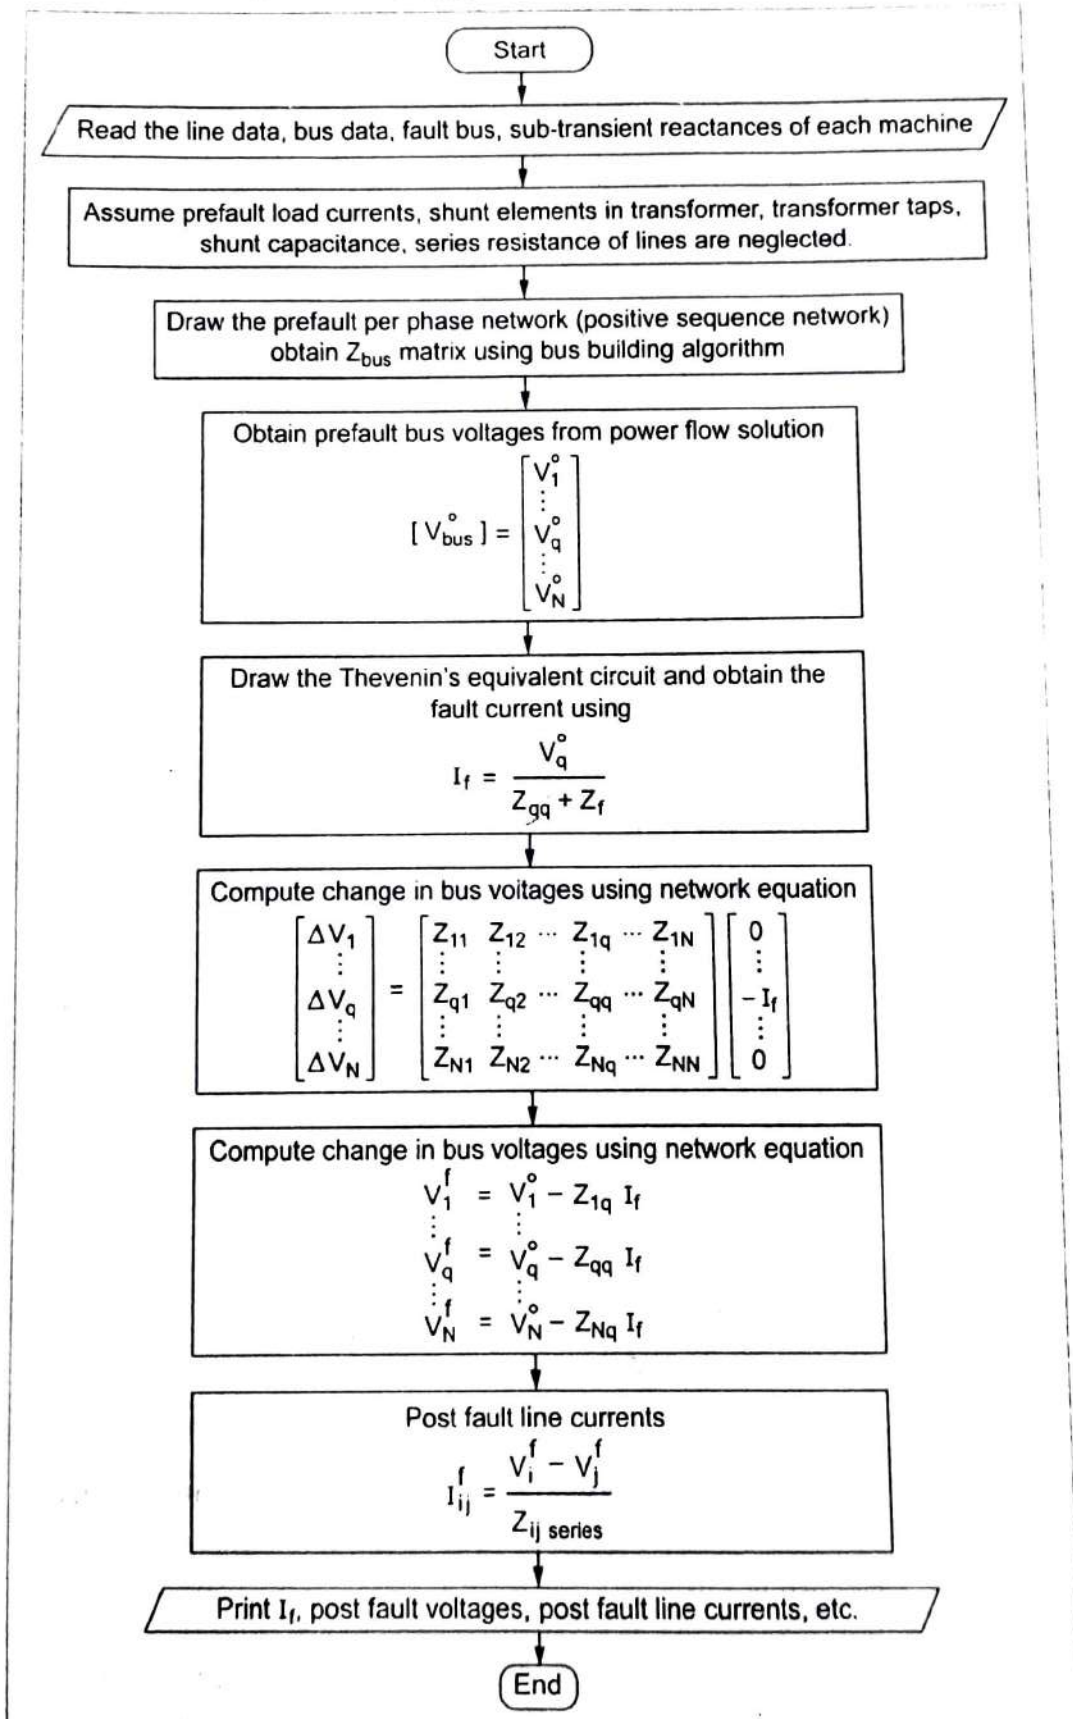 Start
Read the line data, bus data, fault bus, sub-transient reactances of each machine
Assume prefault load currents, shunt elements in transformer, transformer taps,
shunt capacitance, series resistance of lines are neglected.
Draw the prefault per phase network (positive sequence network)
obtain Z_bus matrix using bus building algorithm
Obtain prefault bus voltages from power flow solution
[ V°_bus ] = [ V°_1 ⋮ V°_q ⋮ V°_N ]
Draw the Thevenin's equivalent circuit and obtain the
fault current using
I_f = V°_q / (Z_qq + Z_f)
Compute change in bus voitages using network equation
[ ΔV_1 ] = [ Z_11 Z_12 ··· Z_1q ··· Z_1N ] [ 0 ]
⋮ ⋮ ⋮ ⋮ ⋮ ⋮
[ ΔV_q ] [ Z_q1 Z_q2 ··· Z_qq ··· Z_qN ] [ – I_f ]
⋮ ⋮ ⋮ ⋮ ⋮ ⋮
[ ΔV_N ] [ Z_N1 Z_N2 ··· Z_Nq ··· Z_NN ] [ 0 ]
Compute change in bus voltages using network equation
V^f_1 = V°_1 – Z_1q I_f
⋮ ⋮
V^f_q = V°_q – Z_qq I_f
⋮ ⋮
V^f_N = V°_N – Z_Nq I_f
Post fault line currents
I^f_ij = (V^f_i – V^f_j) / Z_ij series
Print I_f, post fault voltages, post fault line currents, etc.
End